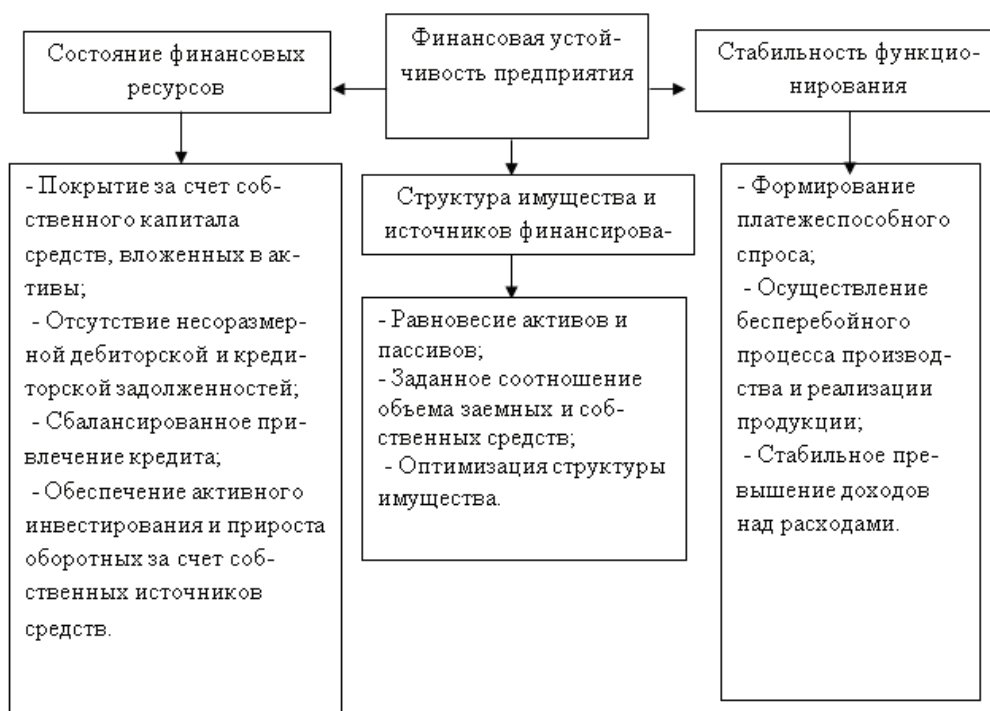 Состояние финансовых
ресурсов
Финансовая устой-
чивость предприятия
Стабильность функцио-
нирования
- Покрытие за счет соб-
ственного капитала
средств, вложенных в ак-
тивы;
- Отсутствие несоразмер-
ной дебиторской и креди-
торской задолженностей;
- Сбалансированное при-
влечение кредита;
- Обеспечение активного
инвестирования и прироста
оборотных за счет соб-
ственных источников
средств.
Структура имущества и
источников финансирова-
- Равновесие активов и
пассивов;
- Заданное соотношение
объема заемных и соб-
ственных средств;
- Оптимизация структуры
имущества.
- Формирование
платежеспособного
спроса;
- Осуществление
бесперебойного
процесса производ-
ства и реализации
продукции;
- Стабильное пре-
вышение доходов
над расходами.